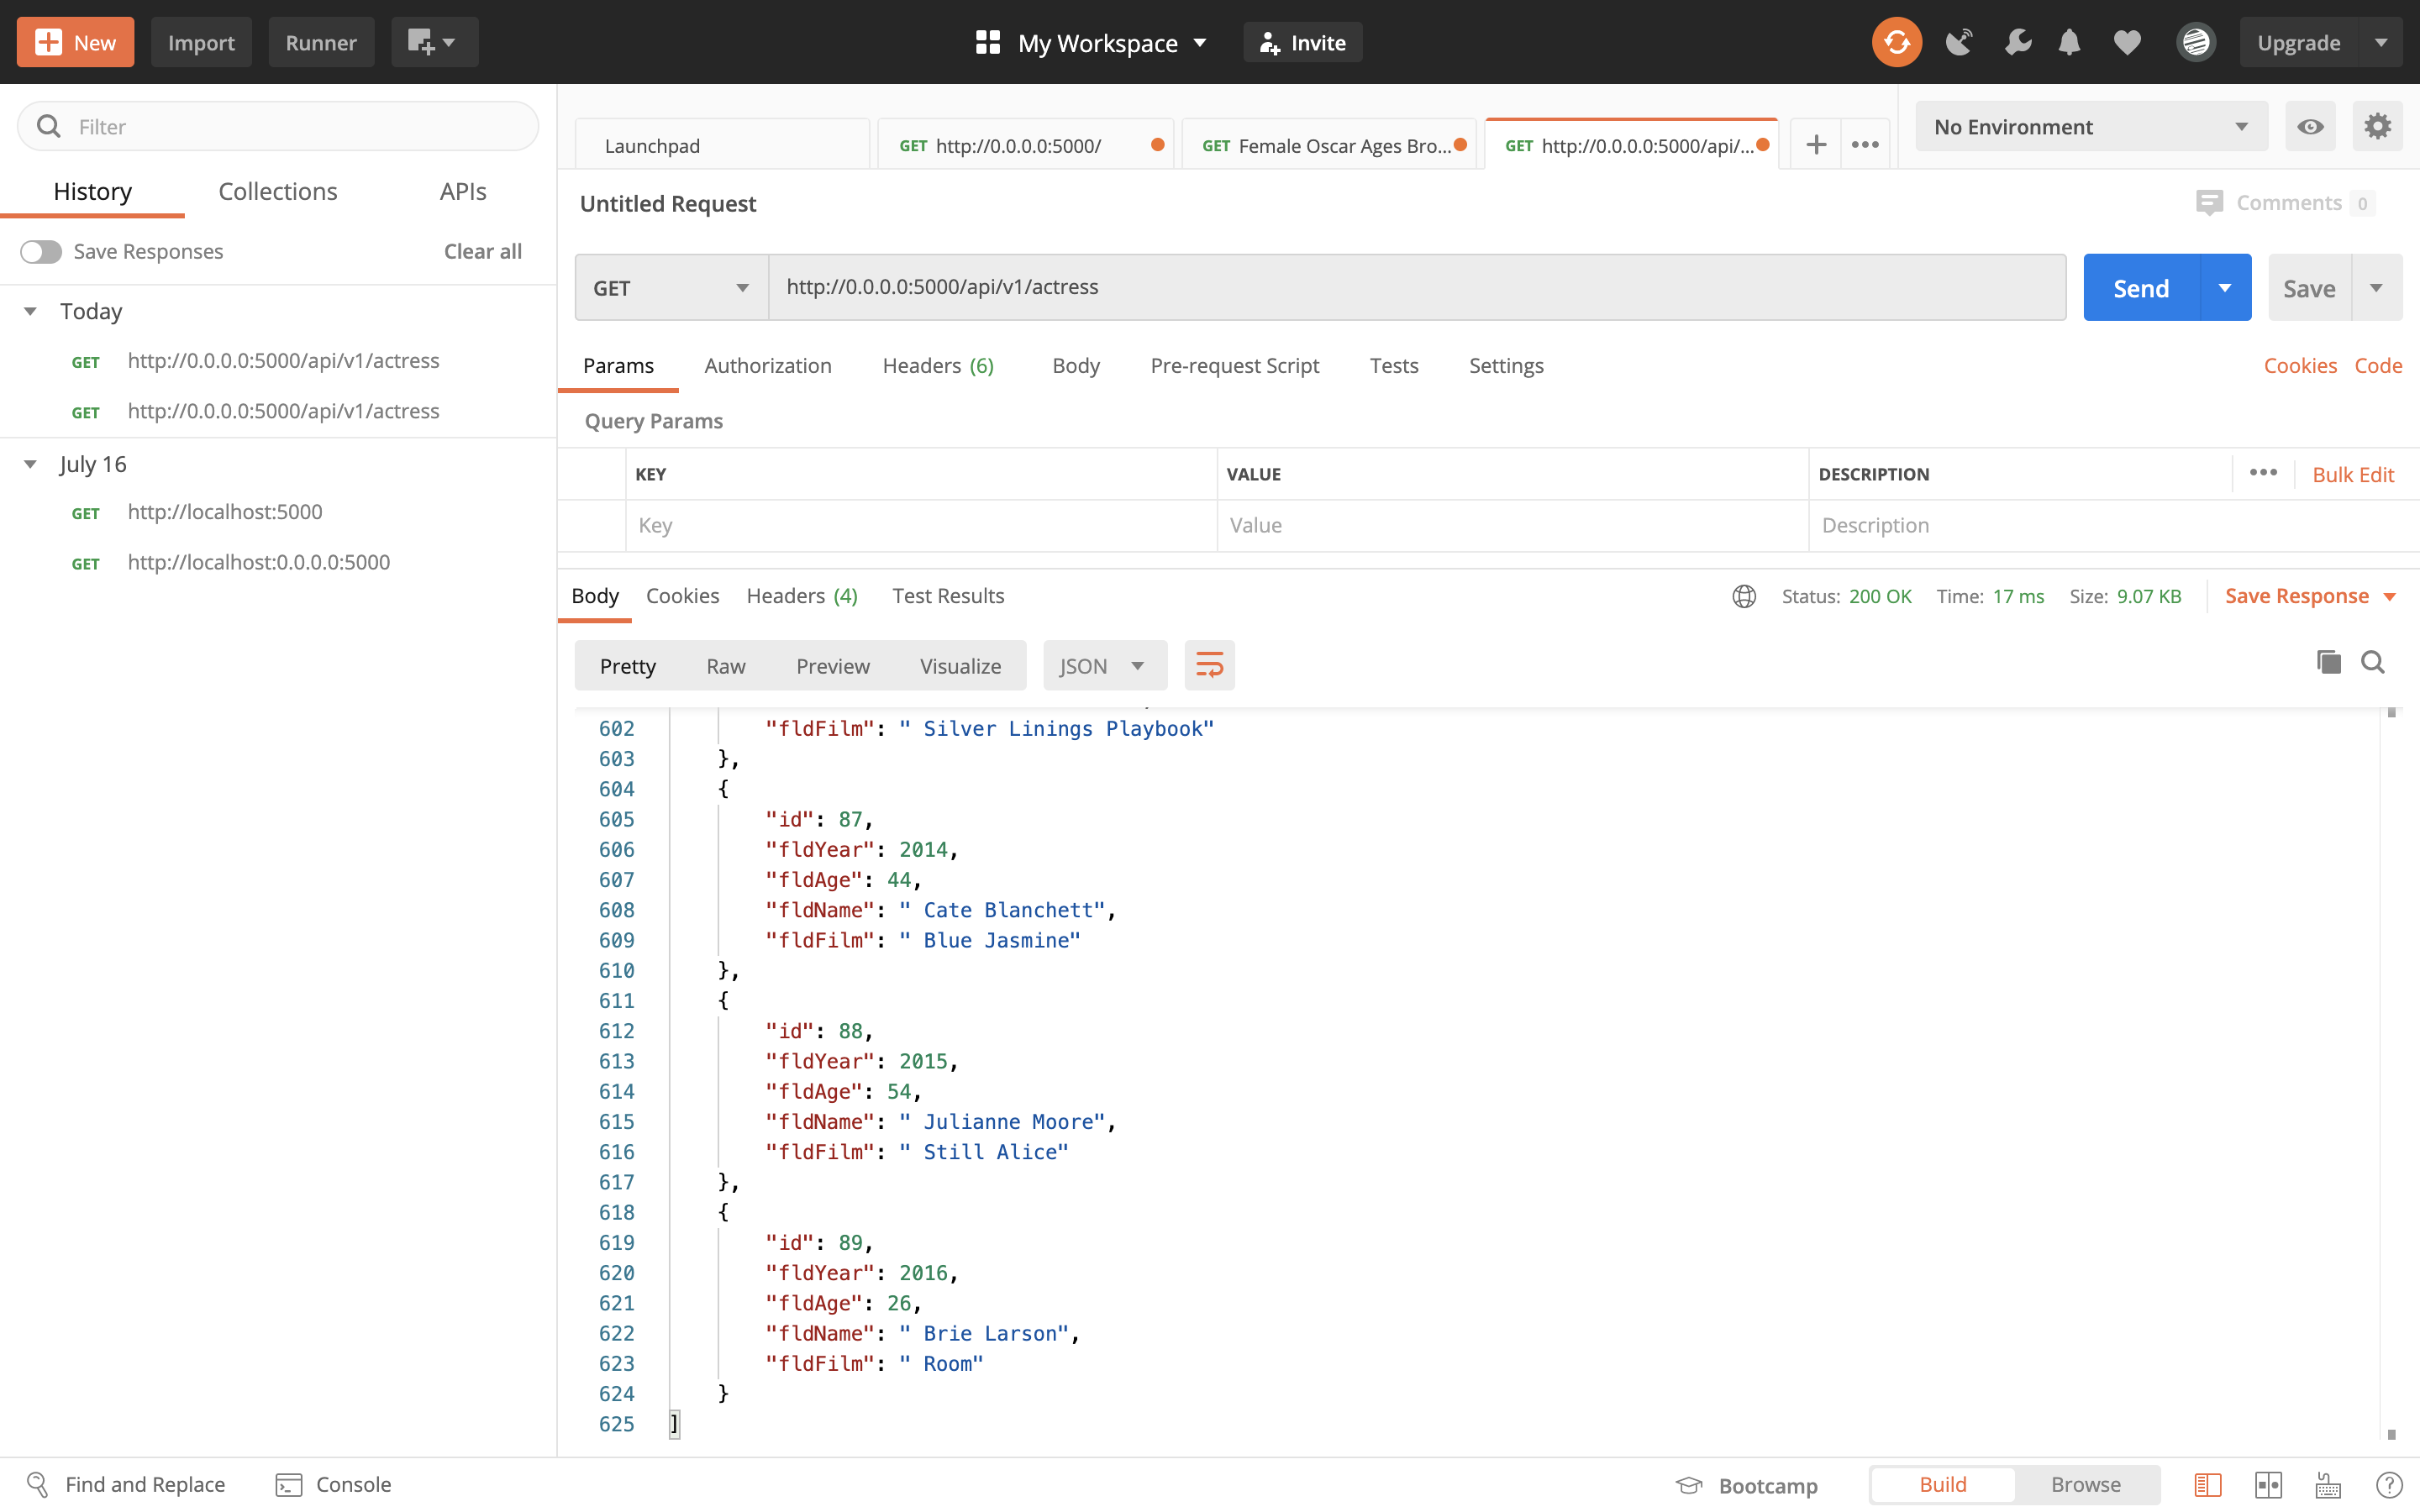 New
Import
Runner
My Workspace
Invite
Upgrade
Filter
History
Collections
APIs
Save Responses
Clear all
Today
GET http://0.0.0.0:5000/api/v1/actress
GET http://0.0.0.0:5000/api/v1/actress
July 16
GET http://localhost:5000
GET http://localhost:0.0.0.0:5000
Launchpad
GET http://0.0.0.0:5000/
GET Female Oscar Ages Bro...
GET http://0.0.0.0:5000/api/...
No Environment
Untitled Request
Comments 0
GET
http://0.0.0.0:5000/api/v1/actress
Send
Save
Params
Authorization
Headers (6)
Body
Pre-request Script
Tests
Settings
Cookies
Code
Query Params
KEY
VALUE
DESCRIPTION
Bulk Edit
Key
Value
Description
Body
Cookies
Headers (4)
Test Results
Status: 200 OK
Time: 17 ms
Size: 9.07 KB
Save Response
Pretty
Raw
Preview
Visualize
JSON
602 "fldFilm": " Silver Linings Playbook"
603 },
604 {
605 "id": 87,
606 "fldYear": 2014,
607 "fldAge": 44,
608 "fldName": " Cate Blanchett",
609 "fldFilm": " Blue Jasmine"
610 },
611 {
612 "id": 88,
613 "fldYear": 2015,
614 "fldAge": 54,
615 "fldName": " Julianne Moore",
616 "fldFilm": " Still Alice"
617 },
618 {
619 "id": 89,
620 "fldYear": 2016,
621 "fldAge": 26,
622 "fldName": " Brie Larson",
623 "fldFilm": " Room"
624 }
625 ]
Find and Replace
Console
Bootcamp
Build
Browse